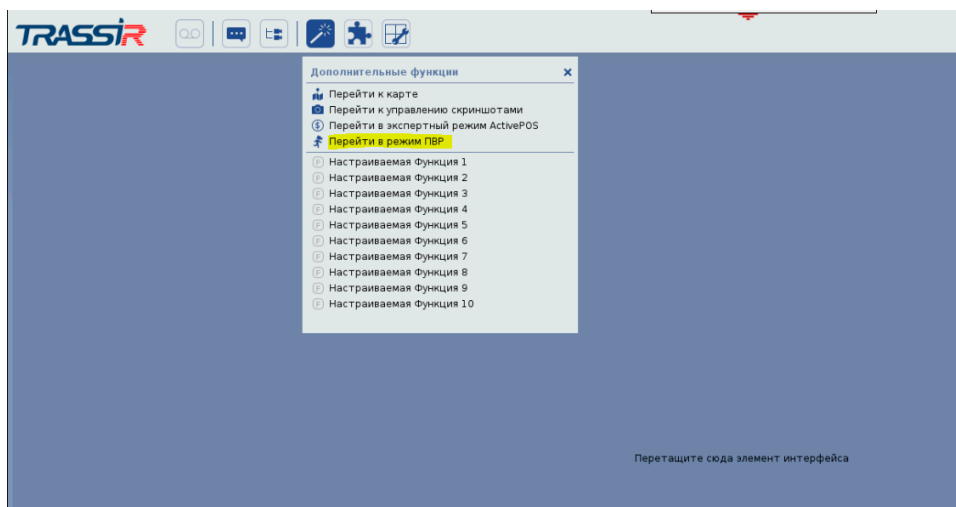 TRASSIR
Дополнительные функции
Перейти к карте
Перейти к управлению скриншотами
Перейти в экспертный режим ActivePOS
Перейти в режим ПВР
Настраиваемая Функция 1
Настраиваемая Функция 2
Настраиваемая Функция 3
Настраиваемая Функция 4
Настраиваемая Функция 5
Настраиваемая Функция 6
Настраиваемая Функция 7
Настраиваемая Функция 8
Настраиваемая Функция 9
Настраиваемая Функция 10
Перетащите сюда элемент интерфейса